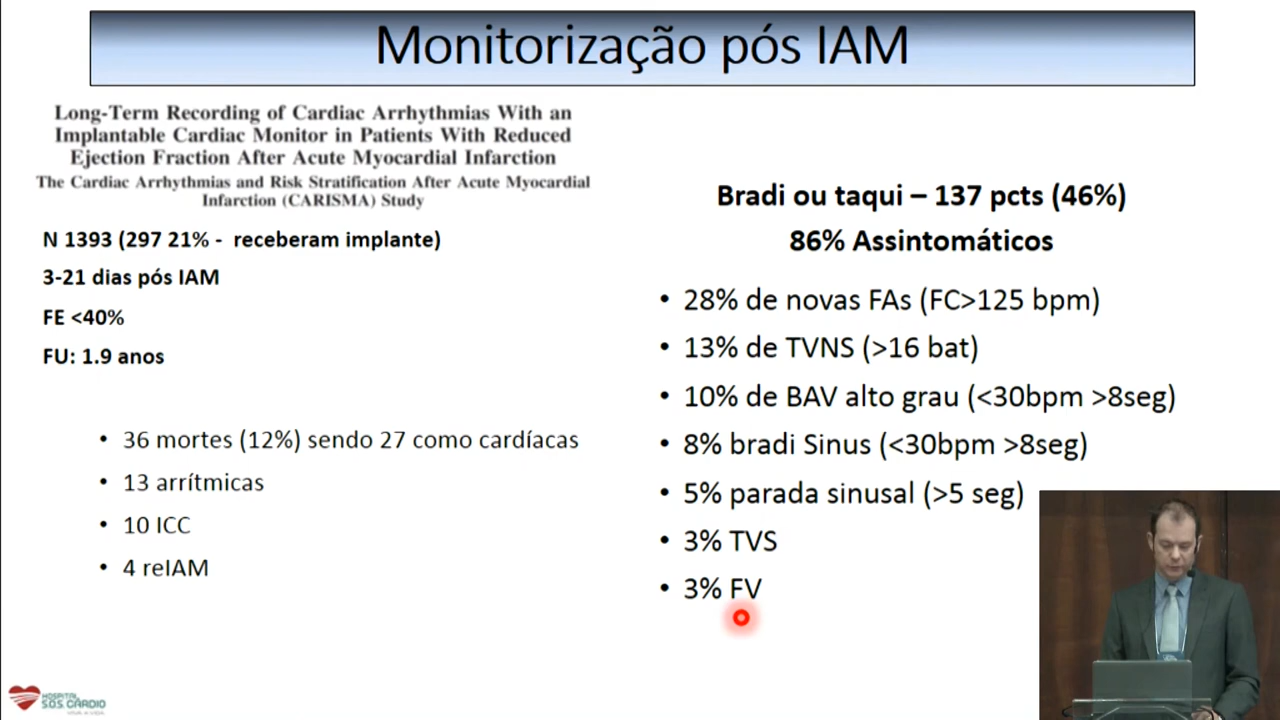 Monitorização pós IAM
Long-Term Recording of Cardiac Arrhythmias With an
Implantable Cardiac Monitor in Patients With Reduced
Ejection Fraction After Acute Myocardial Infarction
The Cardiac Arrhythmias and Risk Stratification After Acute Myocardial
Infarction (CARISMA) Study
N 1393 (297 21% - receberam implante)
3-21 dias pós IAM
FE <40%
FU: 1.9 anos
• 36 mortes (12%) sendo 27 como cardíacas
• 13 arrítmicas
• 10 ICC
• 4 reIAM
Bradi ou taqui – 137 pcts (46%)
86% Assintomáticos
• 28% de novas FAs (FC>125 bpm)
• 13% de TVNS (>16 bat)
• 10% de BAV alto grau (<30bpm >8seg)
• 8% bradi Sinus (<30bpm >8seg)
• 5% parada sinusal (>5 seg)
• 3% TVS
• 3% FV
HOSPITAL
S.O.S. CÁRDIO